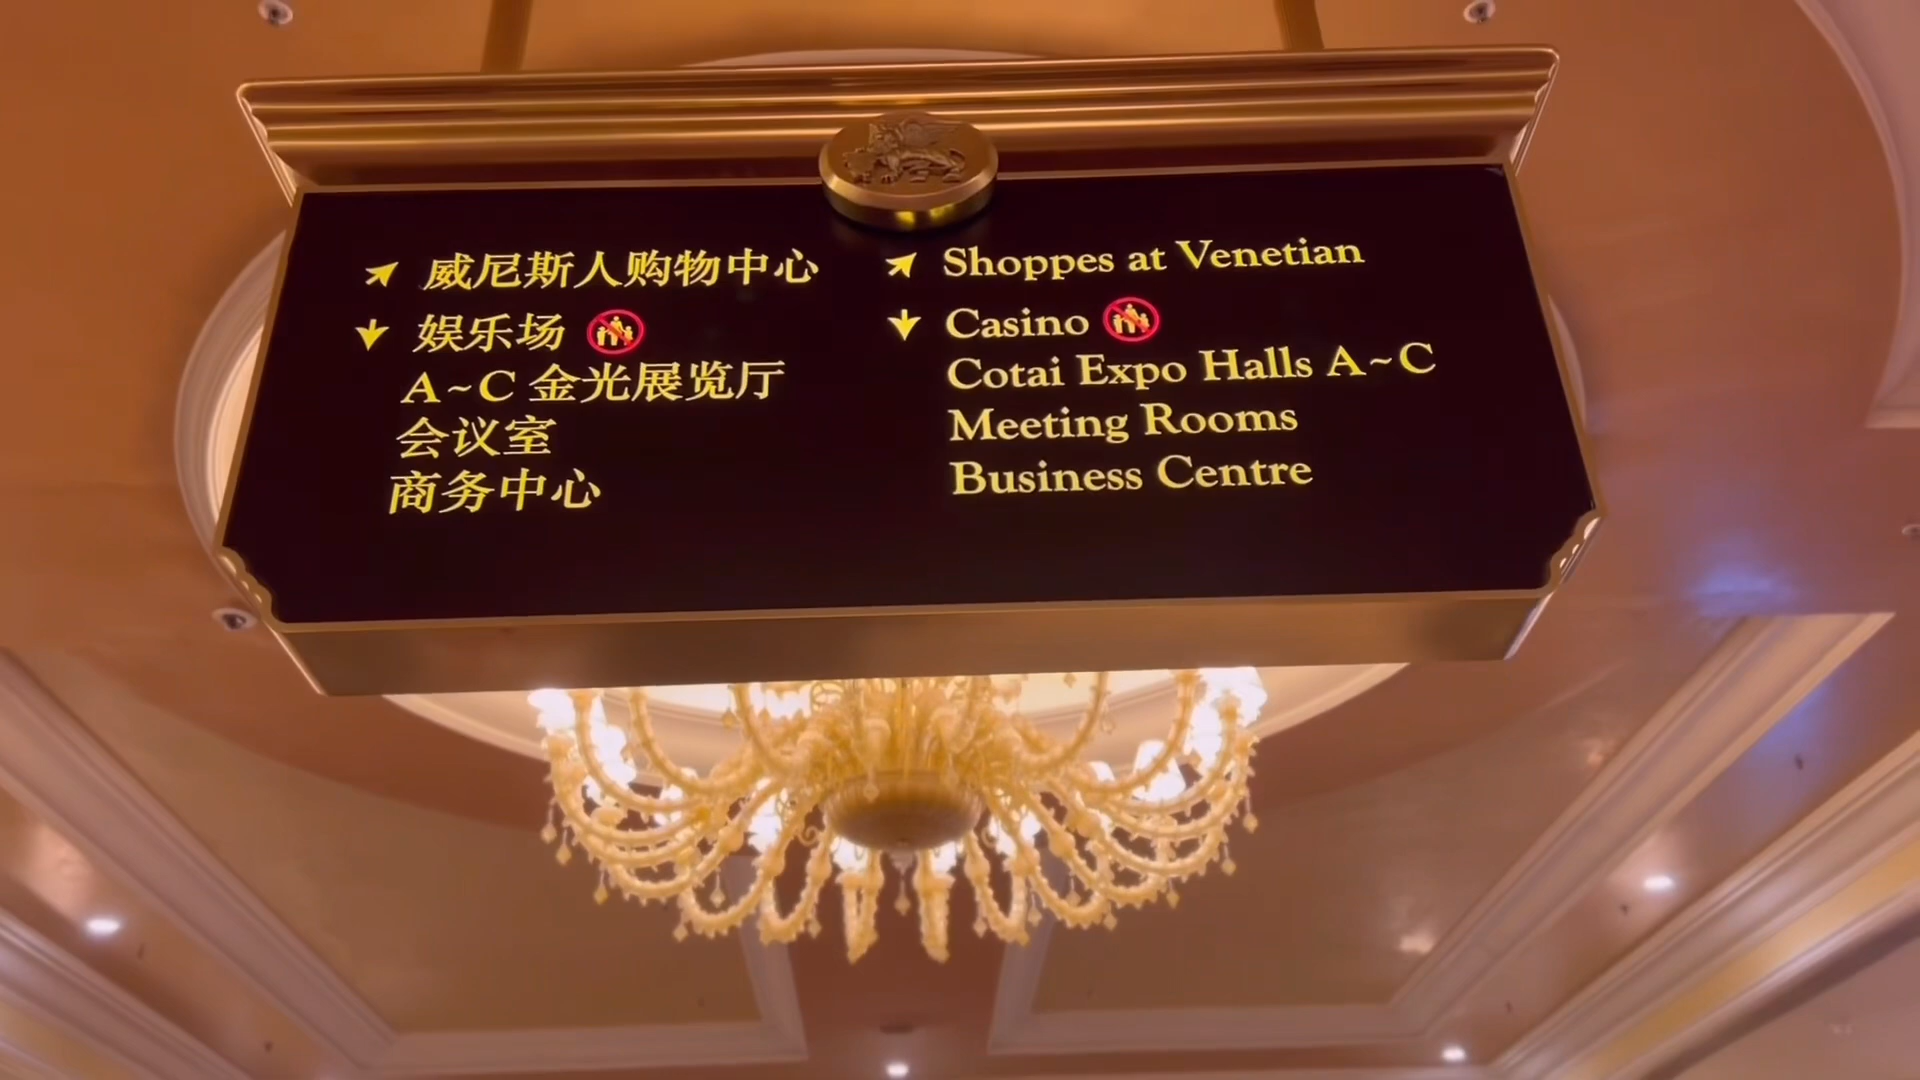 威尼斯人购物中心
娱乐场
A~C 金光展览厅
会议室
商务中心
Shoppes at Venetian
Casino
Cotai Expo Halls A~C
Meeting Rooms
Business Centre